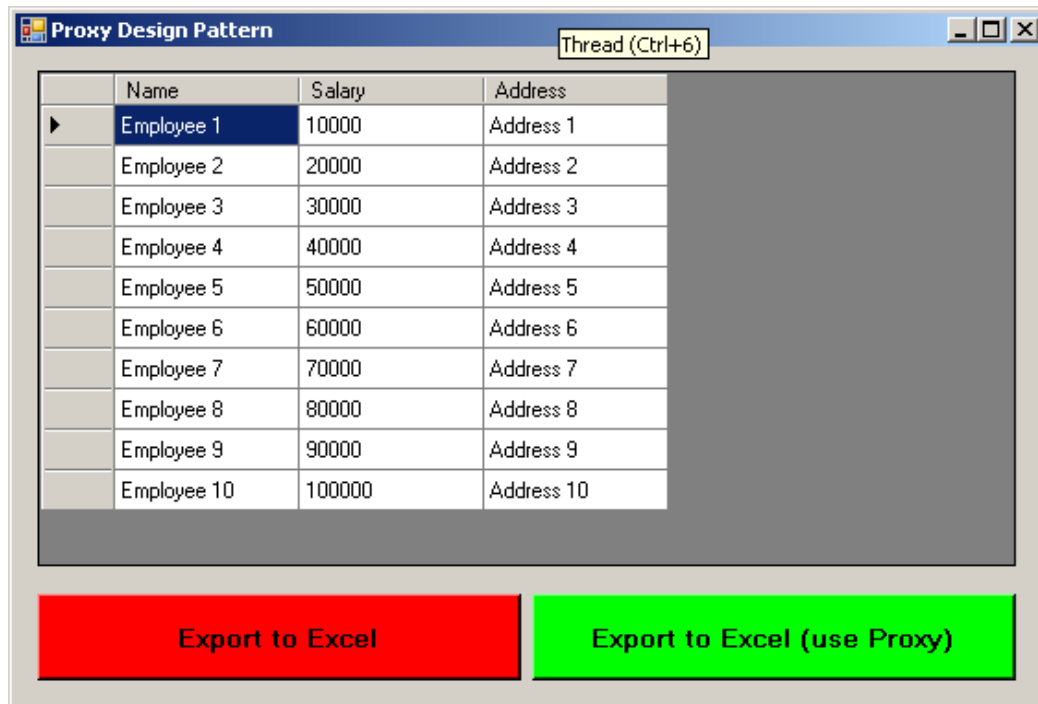 Proxy Design Pattern
Thread (Ctrl+6)
Name Salary Address
Employee 1 10000 Address 1
Employee 2 20000 Address 2
Employee 3 30000 Address 3
Employee 4 40000 Address 4
Employee 5 50000 Address 5
Employee 6 60000 Address 6
Employee 7 70000 Address 7
Employee 8 80000 Address 8
Employee 9 90000 Address 9
Employee 10 100000 Address 10
Export to Excel Export to Excel (use Proxy)